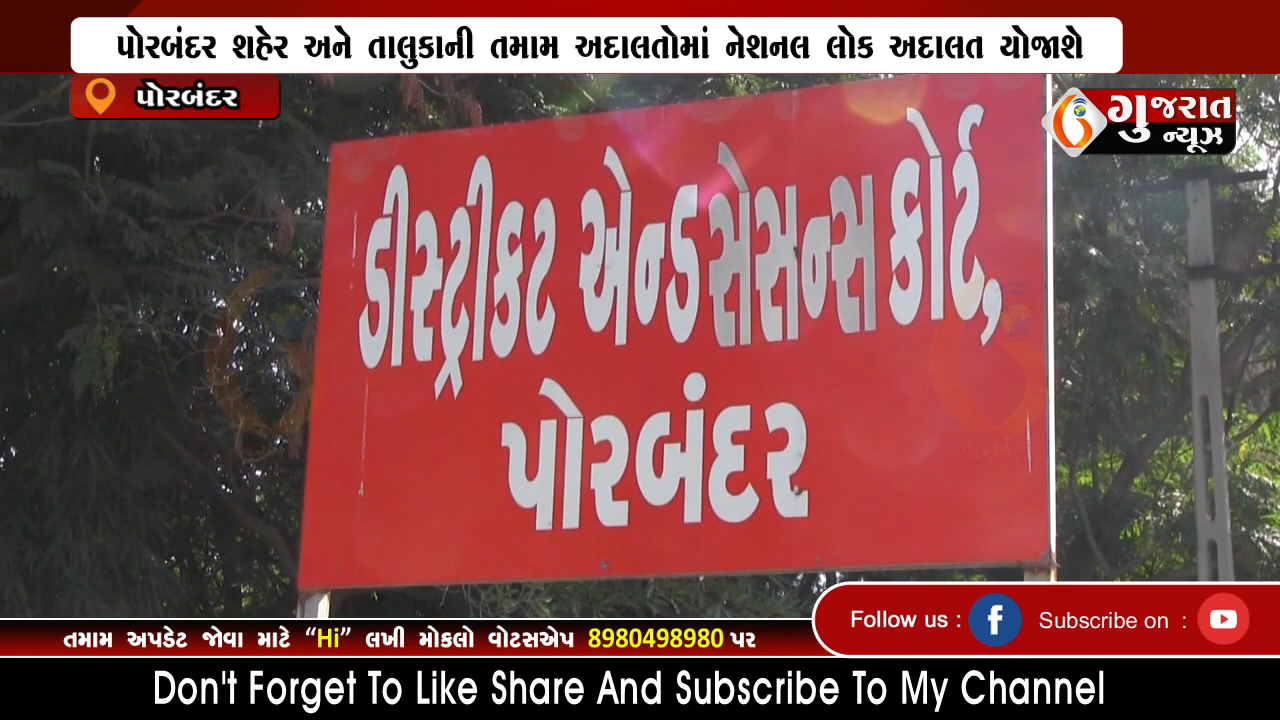 પોરબંદર શહેર અને તાલુકાની તમામ અદાલતોમાં નેશનલ લોક અદાલત યોજાશે
પોરબંદર
ગુજરાત
ન્યૂઝ
ડીસ્ટ્રીકટ એન્ડ સેસન્સ કોર્ટ,
પોરબંદર
Follow us :
Subscribe on :
તમામ અપડેટ જોવા માટે “Hi” લખી મોકલો વોટસએપ 8980498980 પર
Don't Forget To Like Share And Subscribe To My Channel